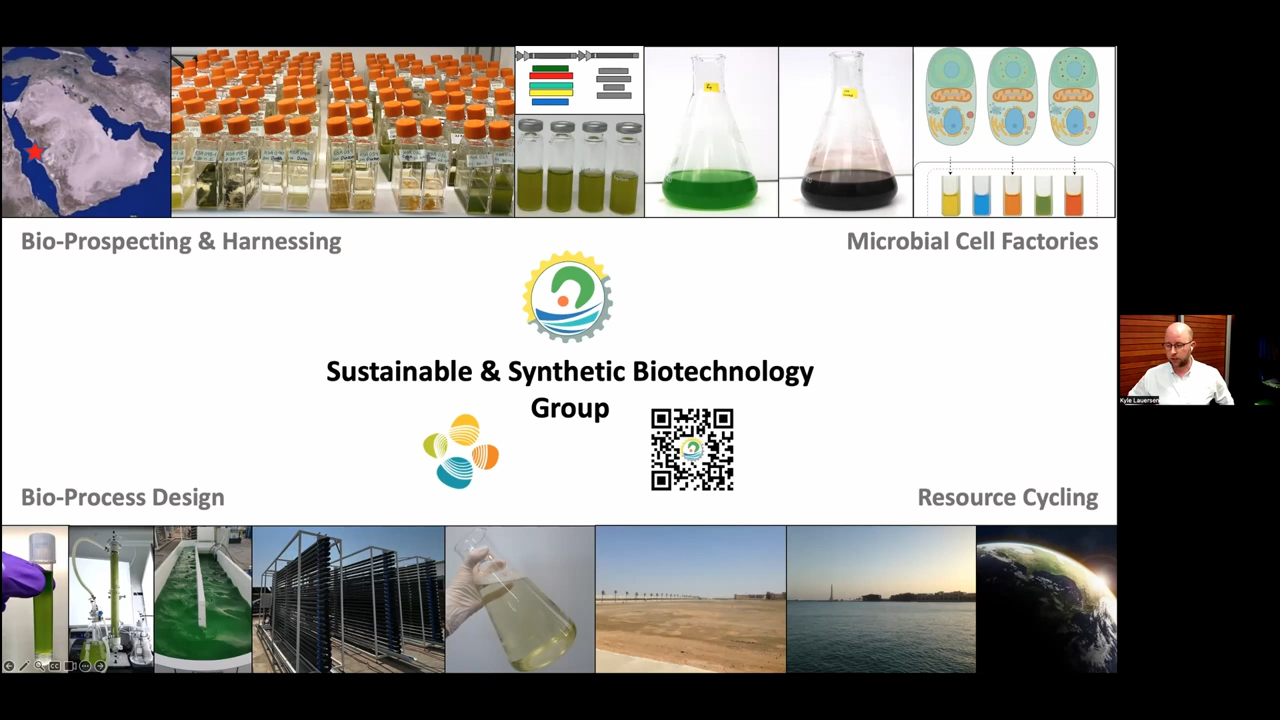 Bio-Prospecting & Harnessing
Microbial Cell Factories
Sustainable & Synthetic Biotechnology
Group
Bio-Process Design
Resource Cycling
Kyle Lauersen